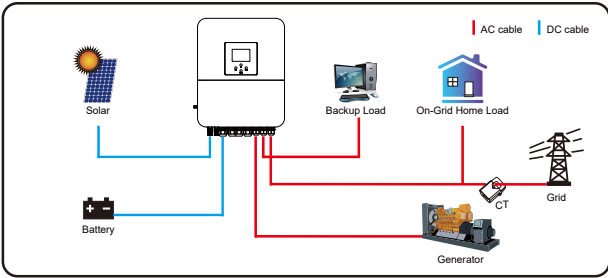 AC cable DC cable
Solar
Backup Load
On-Grid Home Load
CT
Grid
Battery
Generator